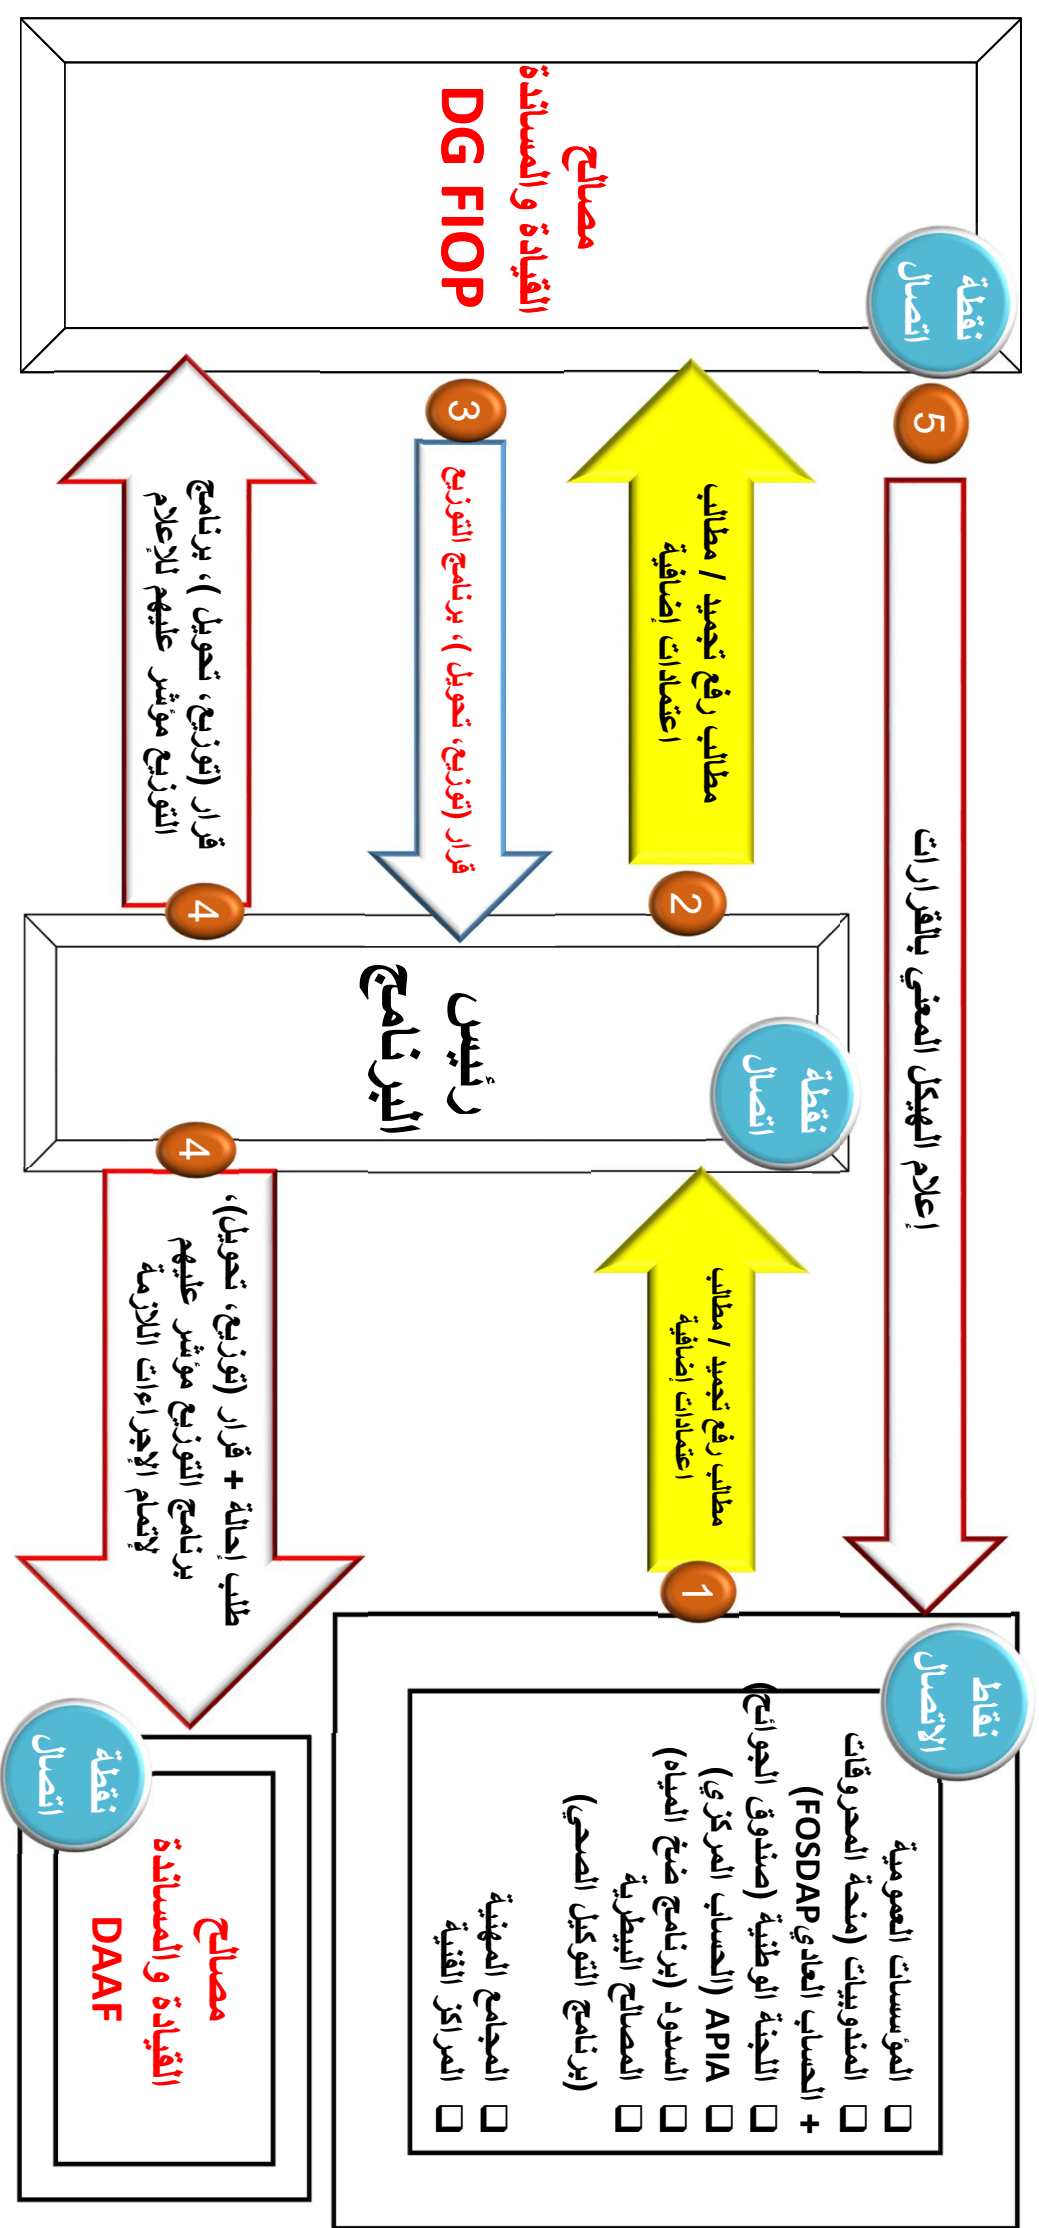 نقاط
الاتصال
❑ المؤسسات العمومية
❑ المندوبيات (منحة المحروقات
+ الحساب العادي FOSDAP)
❑ اللجنة الوطنية (صندوق الجوائح)
❑ APIA (الحساب المركزي)
❑ السدود (برنامج ضخ المياه)
❑ المصالح البيطرية
(برنامج التوكيل الصحي)
❑ المجامع المهنية
❑ المراكز الفنية
1
مطالب رفع تجميد / مطالب
اعتمادات إضافية
نقطة
اتصال
رئيس
البرنامج
2
مطالب رفع تجميد / مطالب
اعتمادات إضافية
نقطة
اتصال
مصالح
القيادة والمساندة
DG FIOP
3
قرار (توزيع، تحويل )، برنامج التوزيع
4
قرار (توزيع، تحويل )، برنامج
التوزيع مؤشر عليهم للإعلام
4
طلب إحالة + قرار (توزيع، تحويل)،
برنامج التوزيع مؤشر عليهم
لإتمام الإجراءات اللازمة
نقطة
اتصال
مصالح
القيادة والمساندة
DAAF
5
إعلام الهيكل المعني بالقرارات